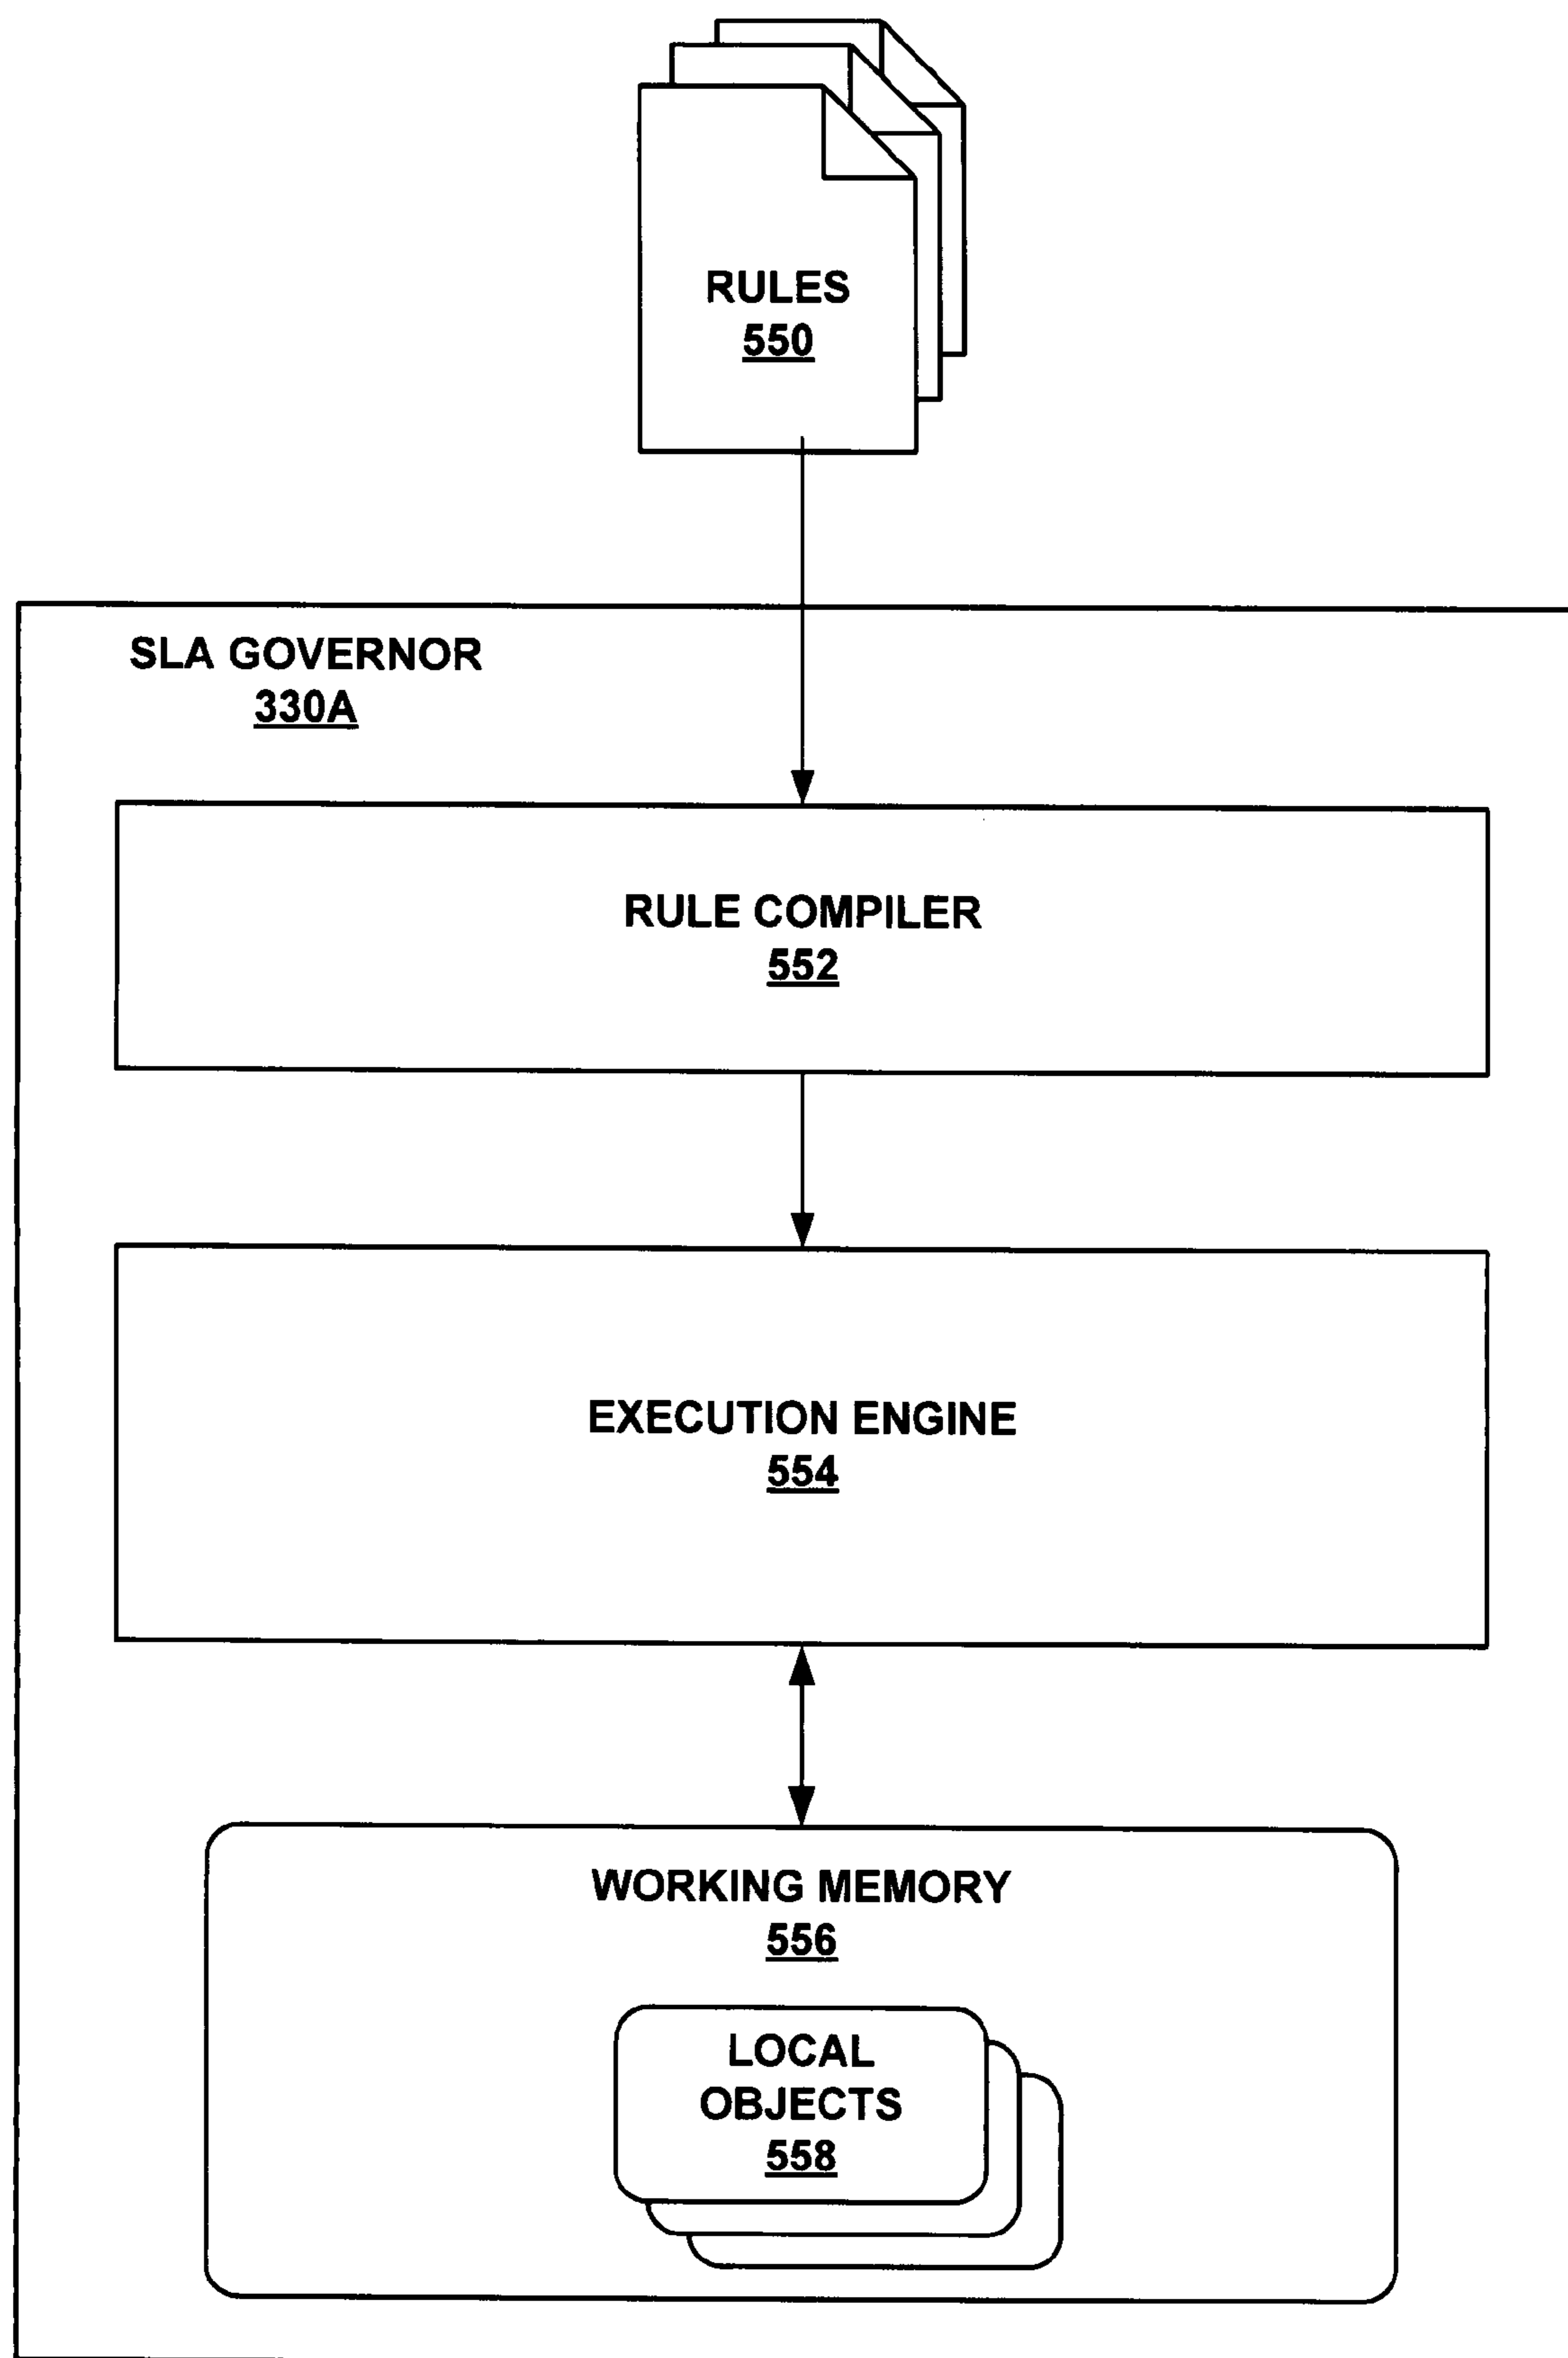 RULES
550
SLA GOVERNOR
330A
RULE COMPILER
552
EXECUTION ENGINE
554
WORKING MEMORY
556
LOCAL
OBJECTS
558